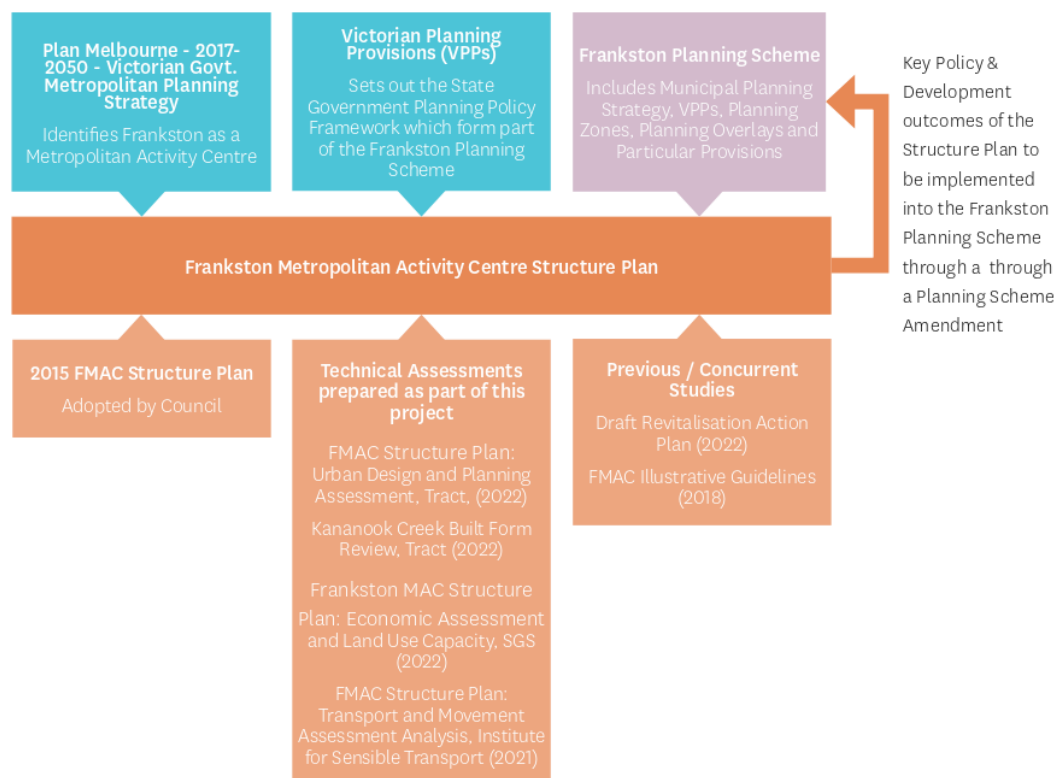 Plan Melbourne - 2017-
2050 - Victorian Govt.
Metropolitan Planning
Strategy
Identifies Frankston as a
Metropolitan Activity Centre
Victorian Planning
Provisions (VPPs)
Sets out the State
Government Planning Policy
Framework which form part
of the Frankston Planning
Scheme
Frankston Planning Scheme
Includes Municipal Planning
Strategy, VPPs, Planning
Zones, Planning Overlays and
Particular Provisions
Key Policy &
Development
outcomes of the
Structure Plan to
be implemented
into the Frankston
Planning Scheme
through a through
a Planning Scheme
Amendment
Frankston Metropolitan Activity Centre Structure Plan
2015 FMAC Structure Plan
Adopted by Council
Technical Assessments
prepared as part of this
project
FMAC Structure Plan:
Urban Design and Planning
Assessment, Tract, (2022)
Kananook Creek Built Form
Review, Tract (2022)
Frankston MAC Structure
Plan: Economic Assessment
and Land Use Capacity, SGS
(2022)
FMAC Structure Plan:
Transport and Movement
Assessment Analysis, Institute
for Sensible Transport (2021)
Previous / Concurrent
Studies
Draft Revitalisation Action
Plan (2022)
FMAC Illustrative Guidelines
(2018)